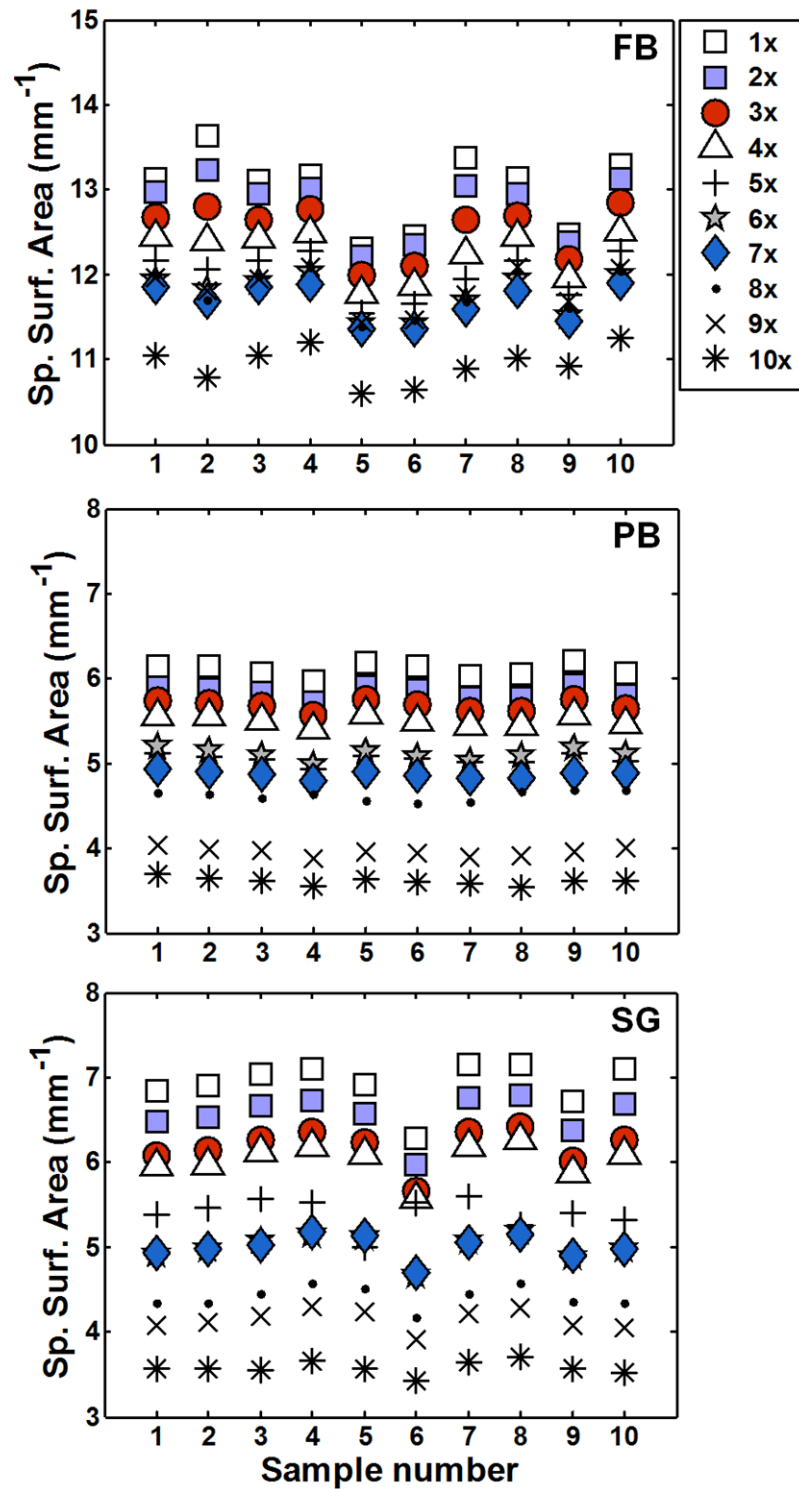 FB
15
14
13
12
11
10
Sp. Surf. Area (mm⁻¹)
1 2 3 4 5 6 7 8 9 10
1x
2x
3x
4x
5x
6x
7x
8x
9x
10x
PB
8
7
6
5
4
3
Sp. Surf. Area (mm⁻¹)
1 2 3 4 5 6 7 8 9 10
SG
8
7
6
5
4
3
Sp. Surf. Area (mm⁻¹)
1 2 3 4 5 6 7 8 9 10
Sample number